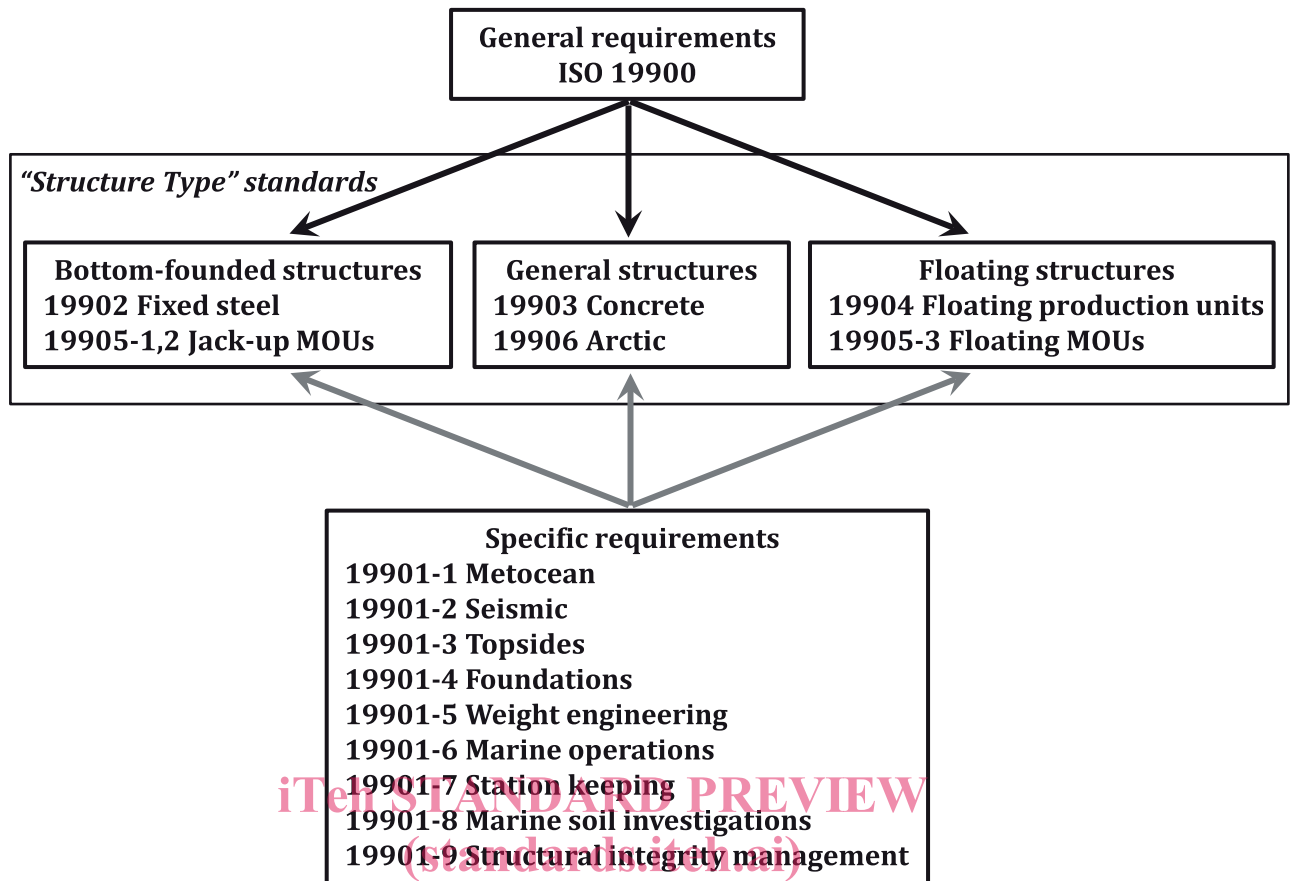 General requirements
ISO 19900
“Structure Type” standards
Bottom-founded structures
19902 Fixed steel
19905-1,2 Jack-up MOUs
General structures
19903 Concrete
19906 Arctic
Floating structures
19904 Floating production units
19905-3 Floating MOUs
Specific requirements
19901-1 Metocean
19901-2 Seismic
19901-3 Topsides
19901-4 Foundations
19901-5 Weight engineering
19901-6 Marine operations
19901-7 Station keeping
iTeh STANDARD PREVIEW
19901-8 Marine soil investigations
19901-9 Structural integrity management
(standards.iteh.ai)